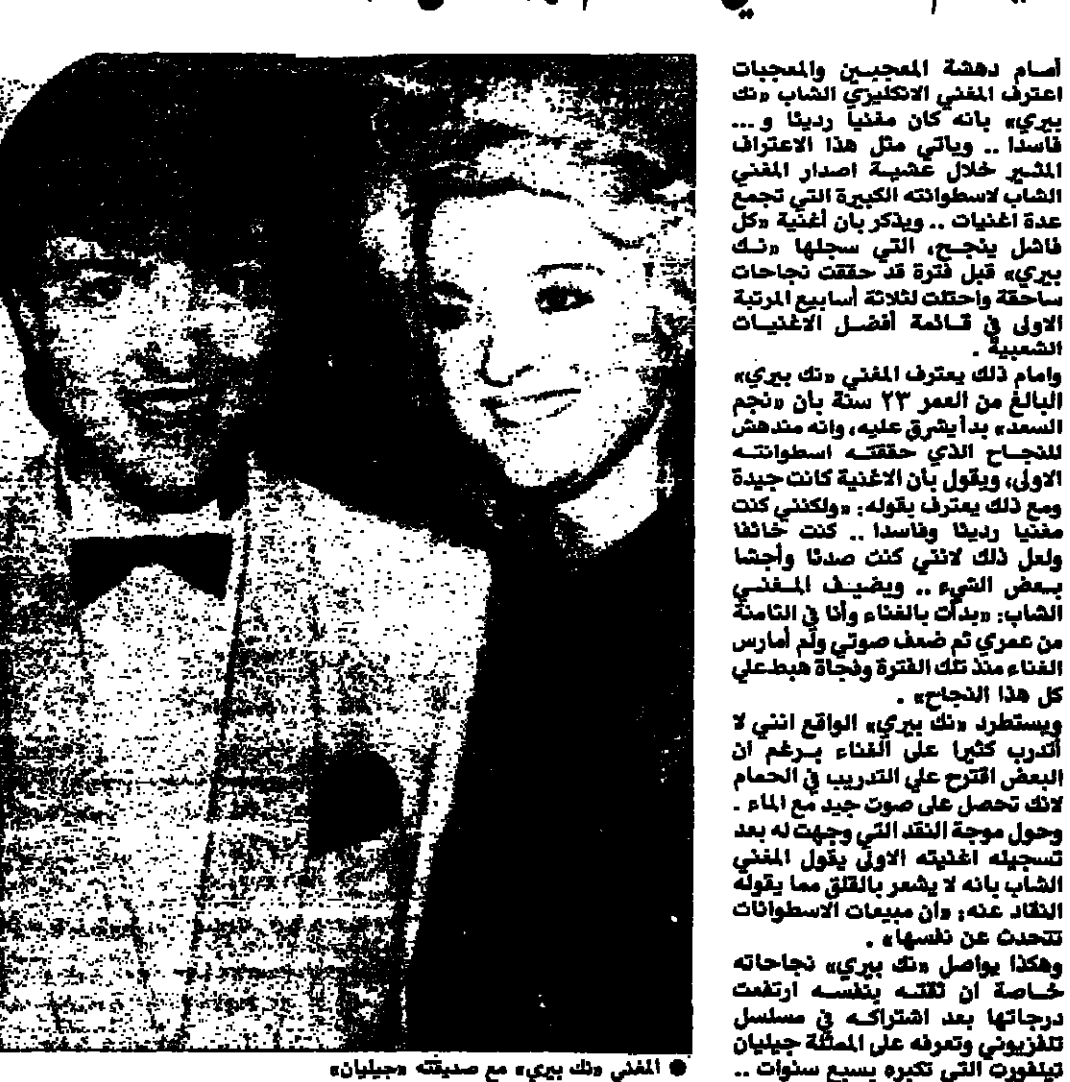 أمام دهشة المعجبين والمعجبات
اعترف المغني الانكليزي الشاب «نك
بيري» بانه كان مغنياً رديئا و ...
فاسدا .. وياتي مثل هذا الاعتراف
المثير خلال عشية اصدار المغني
الشاب لاسطوانته الكبيرة التي تجمع
عدة اغنيات .. ويذكر بان أغنية «كل
فاشل ينجح» التي سجلها «نك
بيري» قبل فترة قد حققت نجاحات
ساحقة واحتلت لثلاثة أسابيع المرتبة
الاولى في قائمة أفضل الاغنيات
الشعبية .
وامام ذلك يعترف المغني «نك بيري»
البالغ من العمر ٢٣ سنة بان «نجم
السعد» بدأ يشرق عليه، وانه مندهش
للنجاح الذي حققته اسطوانته
الاولى، ويقول بأن الاغنية كانت جيدة
ومع ذلك يعترف بقوله: «ولكنني كنت
مغنيا رديئا وفاسدا .. كنت خائفا
ولعل ذلك لانني كنت صدئا وأجشا
بعض الشيء .. ويضيف المغني
الشاب: «بدأت بالغناء وأنا في الثامنة
من عمري ثم ضعف صوتي ولم أمارس
الغناء منذ تلك الفترة وفجأة هبط علي
كل هذا النجاح» .
ويستطرد «نك بيري» الواقع انني لا
أتدرب كثيرا على الغناء برغم ان
البعض اقترح علي التدريب في الحمام
لانك تحصل على صوت جيد مع الماء .
وحول موجة النقد التي وجهت له بعد
تسجيله اغنيته الاولى يقول المغني
الشاب بانه لا يشعر بالقلق مما يقوله
النقاد عنه: «ان مبيعات الاسطوانات
تتحدث عن نفسها» .
وهكذا يواصل «نك بيري» نجاحاته
خاصة ان ثقته بنفسه ارتفعت
درجاتها بعد اشتراكه في مسلسل
تلفزيوني وتعرفه على الممثلة جيليان
تيلفورت التي تكبره بسبع سنوات ..
● المغني «نك بيري» مع صديقته «جيليان»